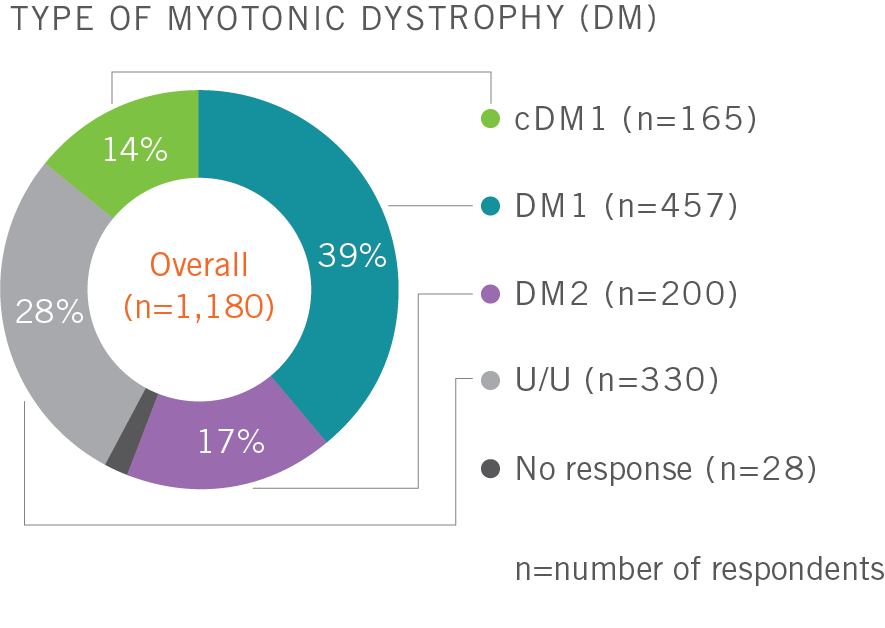 TYPE OF MYOTONIC DYSTROPHY (DM)
14%
39%
28%
17%
Overall
(n=1,180)
cDM1 (n=165)
DM1 (n=457)
DM2 (n=200)
U/U (n=330)
No response (n=28)
n=number of respondents